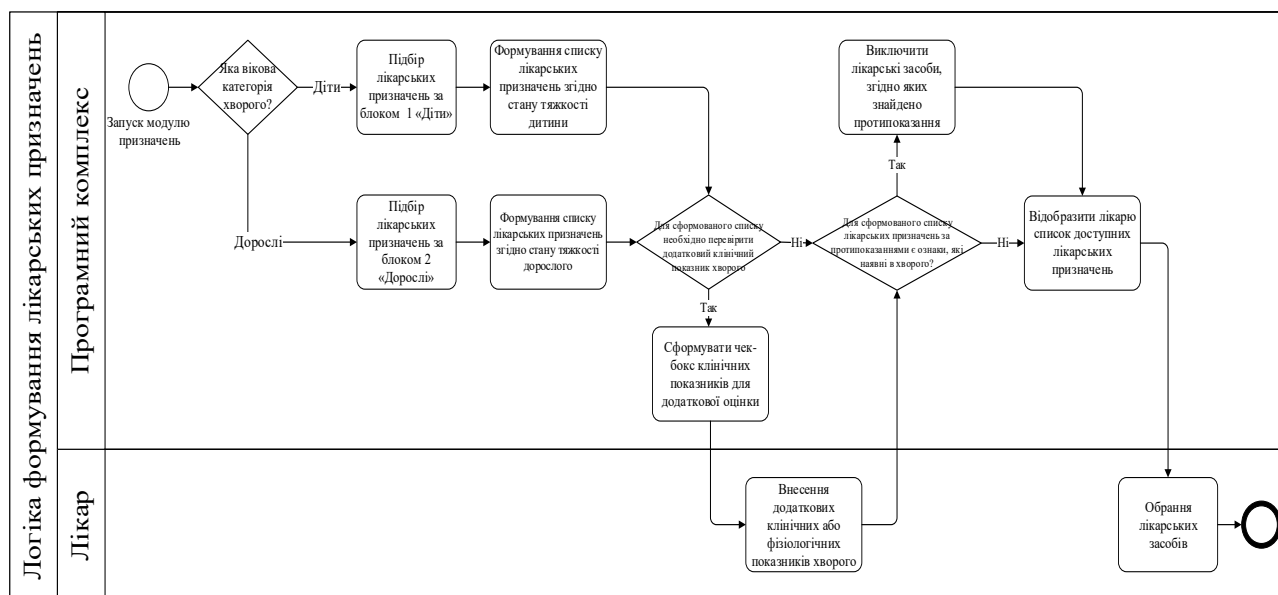 Логіка формування лікарських призначень
Програмний комплекс
Лікар
Запуск модулю
призначень
Яка вікова
категорія
хворого?
Діти
Підбір
лікарських
призначень за
блоком 1 «Діти»
Формування списку
лікарських
призначень згідно
стану тяжкості
дитини
Дорослі
Підбір
лікарських
призначень за
блоком 2
«Дорослі»
Формування списку
лікарських призначень
згідно стану тяжкості
дорослого
Для сформованого списку
необхідно перевірити
додатковий клінічний
показник хворого
Ні
Так
Сформувати чек-
бокс клінічних
показників для
додаткової оцінки
Внесення
додаткових
клінічних або
фізіологічних
показників хворого
Для сформованого списку
лікарських призначень за
протипоказаннями є ознаки, які
наявні в хворого?
Так
Виключити
лікарські засоби,
згідно яких
знайдено
протипоказання
Ні
Відобразити лікарю
список доступних
лікарських
призначень
Обрання
лікарських
засобів